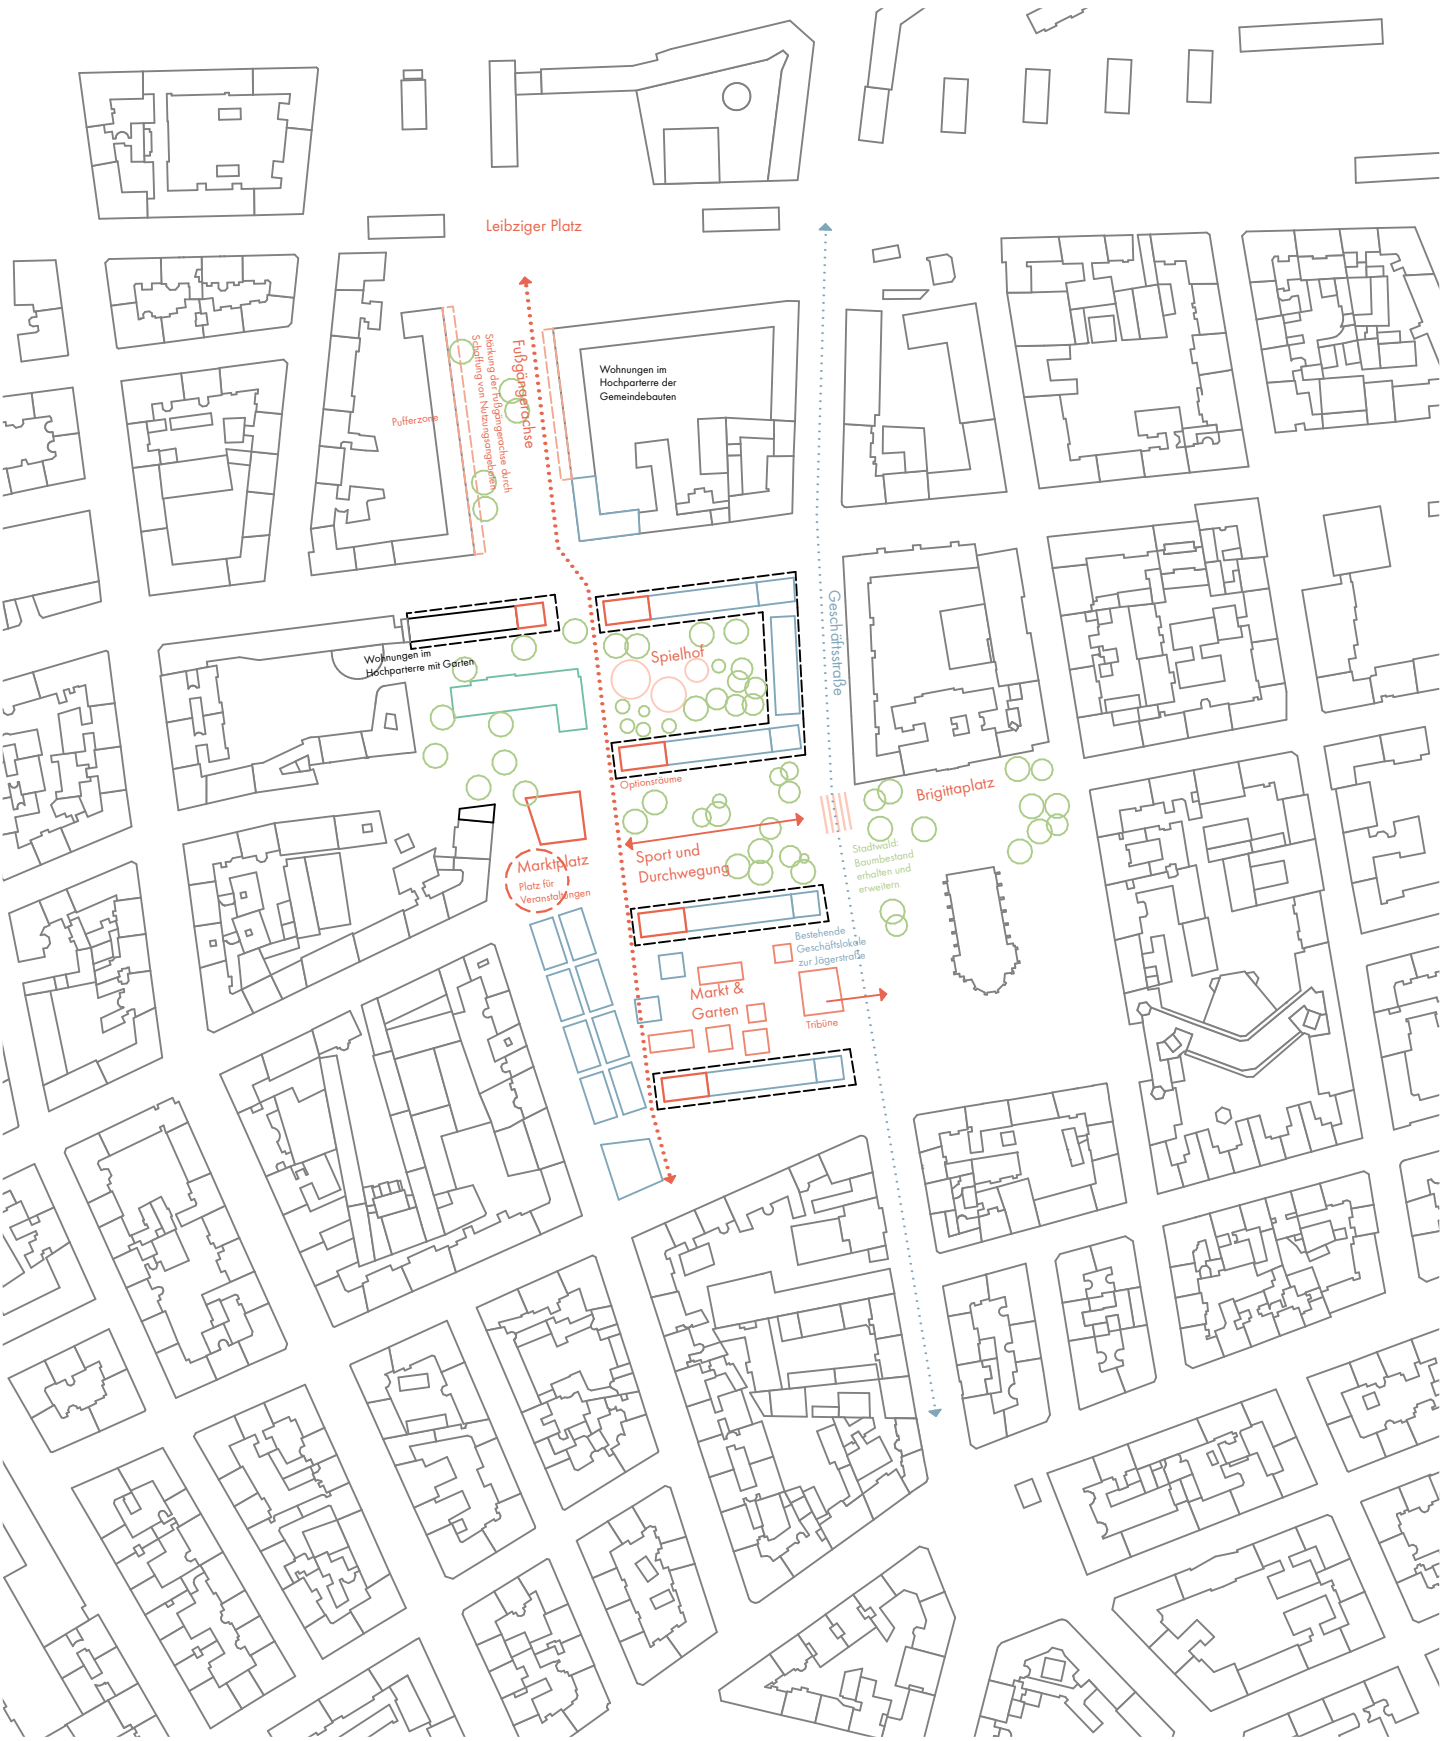 Leibziger Platz
Fußgängerachse
Stärkung der Fußgängerachse durch
Schaffung von Nutzungsangeboten
Pufferzone
Wohnungen im
Hochparterre der
Gemeindebauten
Geschäftsstraße
Wohnungen im
Hochparterre mit Garten
Spielhof
Optionsräume
Brigittaplatz
Stadtwald:
Baumbestand
erhalten und
erweitern
Sport und
Durchwegung
Marktplatz
Platz für
Veranstaltungen
Bestehende
Geschäftslokale
zur Jägerstraße
Markt &
Garten
Tribüne